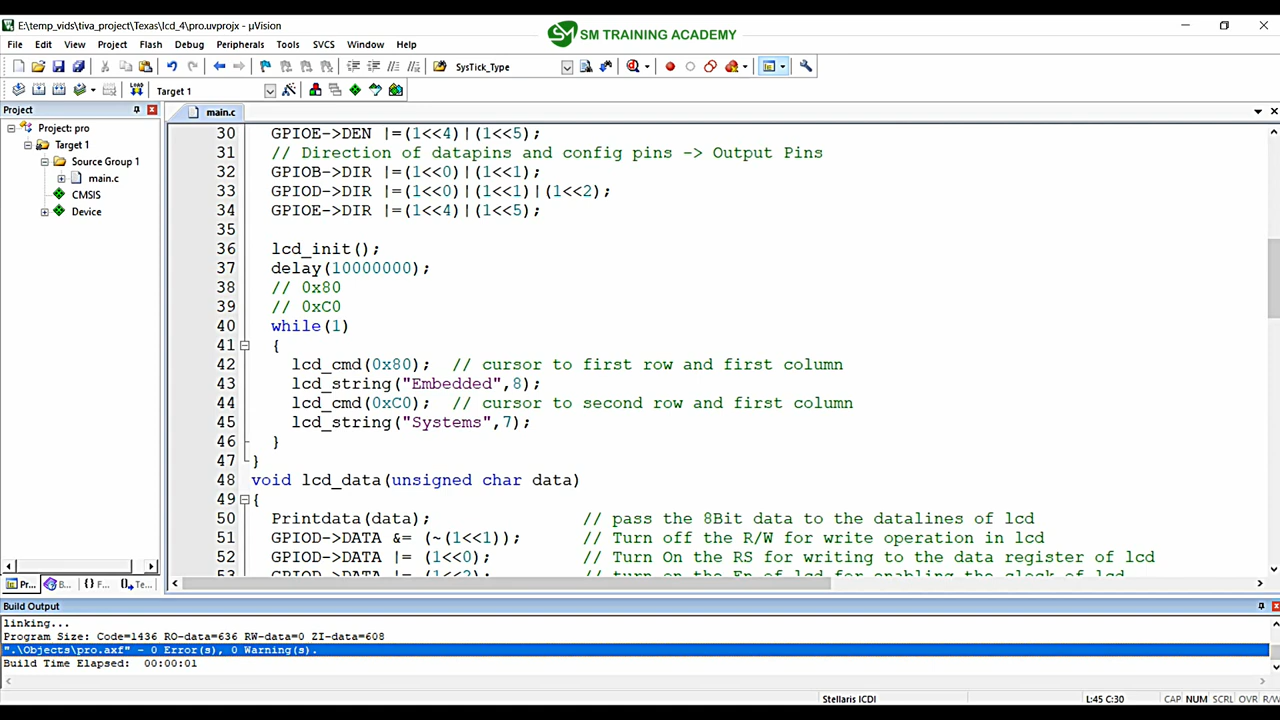 E:\temp_vids\tiva_project\Texas\lcd_4\pro.uvprojx - µVision
SM TRAINING ACADEMY
File Edit View Project Flash Debug Peripherals Tools SVCS Window Help
SysTick_Type
LOAD Target 1
Project
main.c
Project: pro
Target 1
Source Group 1
main.c
CMSIS
Device
30 GPIOE->DEN |=(1<<4)|(1<<5);
31 // Direction of datapins and config pins -> Output Pins
32 GPIOB->DIR |=(1<<0)|(1<<1);
33 GPIOD->DIR |=(1<<0)|(1<<1)|(1<<2);
34 GPIOE->DIR |=(1<<4)|(1<<5);
35
36 lcd_init();
37 delay(10000000);
38 // 0x80
39 // 0xC0
40 while(1)
41 {
42 lcd_cmd(0x80); // cursor to first row and first column
43 lcd_string("Embedded",8);
44 lcd_cmd(0xC0); // cursor to second row and first column
45 lcd_string("Systems",7);
46 }
47 }
48 void lcd_data(unsigned char data)
49 {
50 Printdata(data); // pass the 8Bit data to the datalines of lcd
51 GPIOD->DATA &= (~(1<<1)); // Turn off the R/W for write operation in lcd
52 GPIOD->DATA |= (1<<0); // Turn On the RS for writing to the data register of lcd
Pr... B... {} F... Te...
Build Output
linking...
Program Size: Code=1436 RO-data=636 RW-data=0 ZI-data=608
".\Objects\pro.axf" - 0 Error(s), 0 Warning(s).
Build Time Elapsed: 00:00:01
Stellaris ICDI L:45 C:30 CAP NUM SCRL OVR R/W